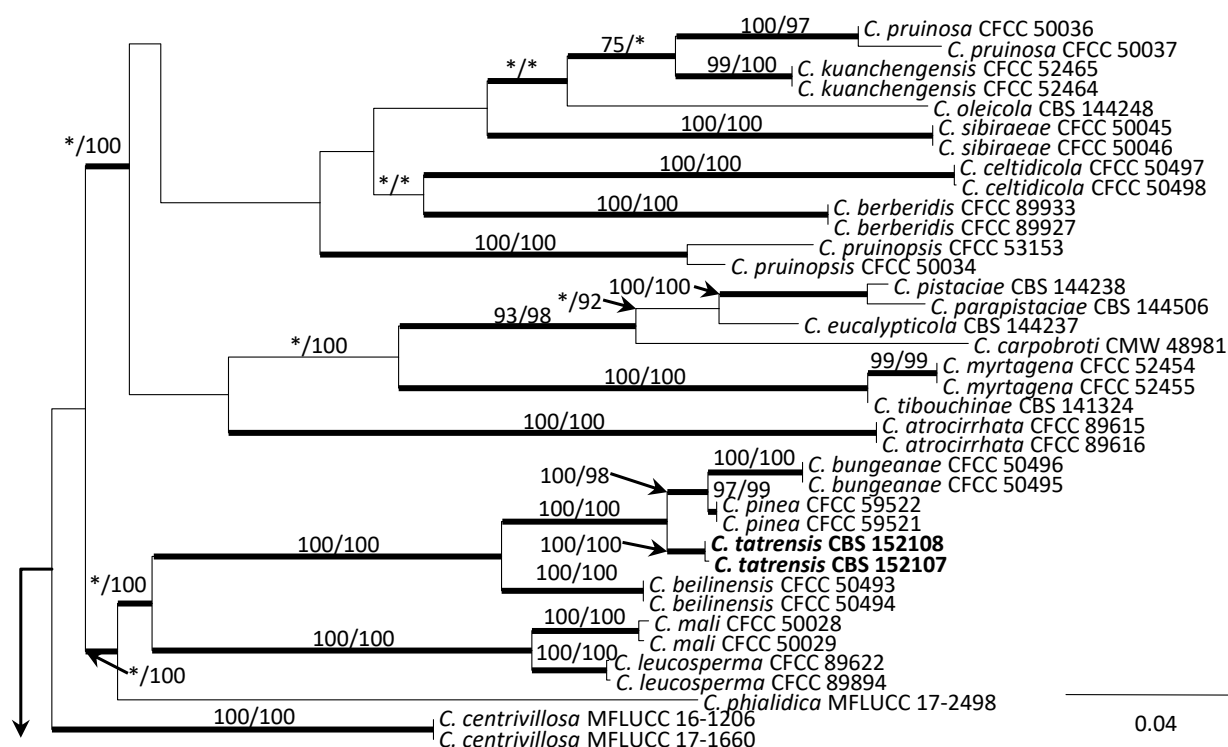 100/97
C. pruinosa CFCC 50036
75/*
C. pruinosa CFCC 50037
*/*
99/100
C. kuanchengensis CFCC 52465
C. kuanchengensis CFCC 52464
C. oleicola CBS 144248
*/100
100/100
C. sibiraeae CFCC 50045
C. sibiraeae CFCC 50046
100/100
C. celtidicola CFCC 50497
*/*
C. celtidicola CFCC 50498
100/100
C. berberidis CFCC 89933
C. berberidis CFCC 89927
100/100
C. pruinopsis CFCC 53153
C. pruinopsis CFCC 50034
100/100
C. pistaciae CBS 144238
*/92
C. parapistaciae CBS 144506
93/98
C. eucalypticola CBS 144237
*/100
C. carpobroti CMW 48981
99/99
C. myrtagena CFCC 52454
100/100
C. myrtagena CFCC 52455
C. tibouchinae CBS 141324
100/100
C. atrocirrhata CFCC 89615
C. atrocirrhata CFCC 89616
100/100
C. bungeanae CFCC 50496
100/98
C. bungeanae CFCC 50495
97/99
C. pinea CFCC 59522
100/100
C. pinea CFCC 59521
100/100
100/100
C. tatrensis CBS 152108
C. tatrensis CBS 152107
*/100
100/100
C. beilinensis CFCC 50493
C. beilinensis CFCC 50494
100/100
C. mali CFCC 50028
100/100
C. mali CFCC 50029
100/100
C. leucosperma CFCC 89622
*/100
C. leucosperma CFCC 89894
C. phialidica MFLUCC 17-2498
100/100
C. centrivillosa MFLUCC 16-1206
0.04
C. centrivillosa MFLUCC 17-1660